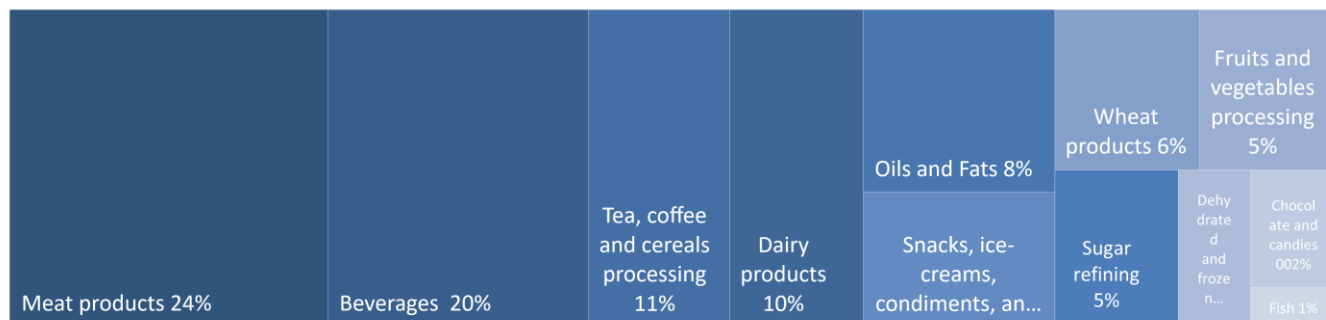 Meat products 24%
Beverages 20%
Tea, coffee
and cereals
processing
11%
Dairy
products
10%
Oils and Fats 8%
Snacks, ice-
creams,
condiments, an...
Wheat
products 6%
Fruits and
vegetables
processing
5%
Sugar
refining
5%
Dehy
drate
d
and
froze
n...
Chocol
ate and
candies
002%
Fish 1%